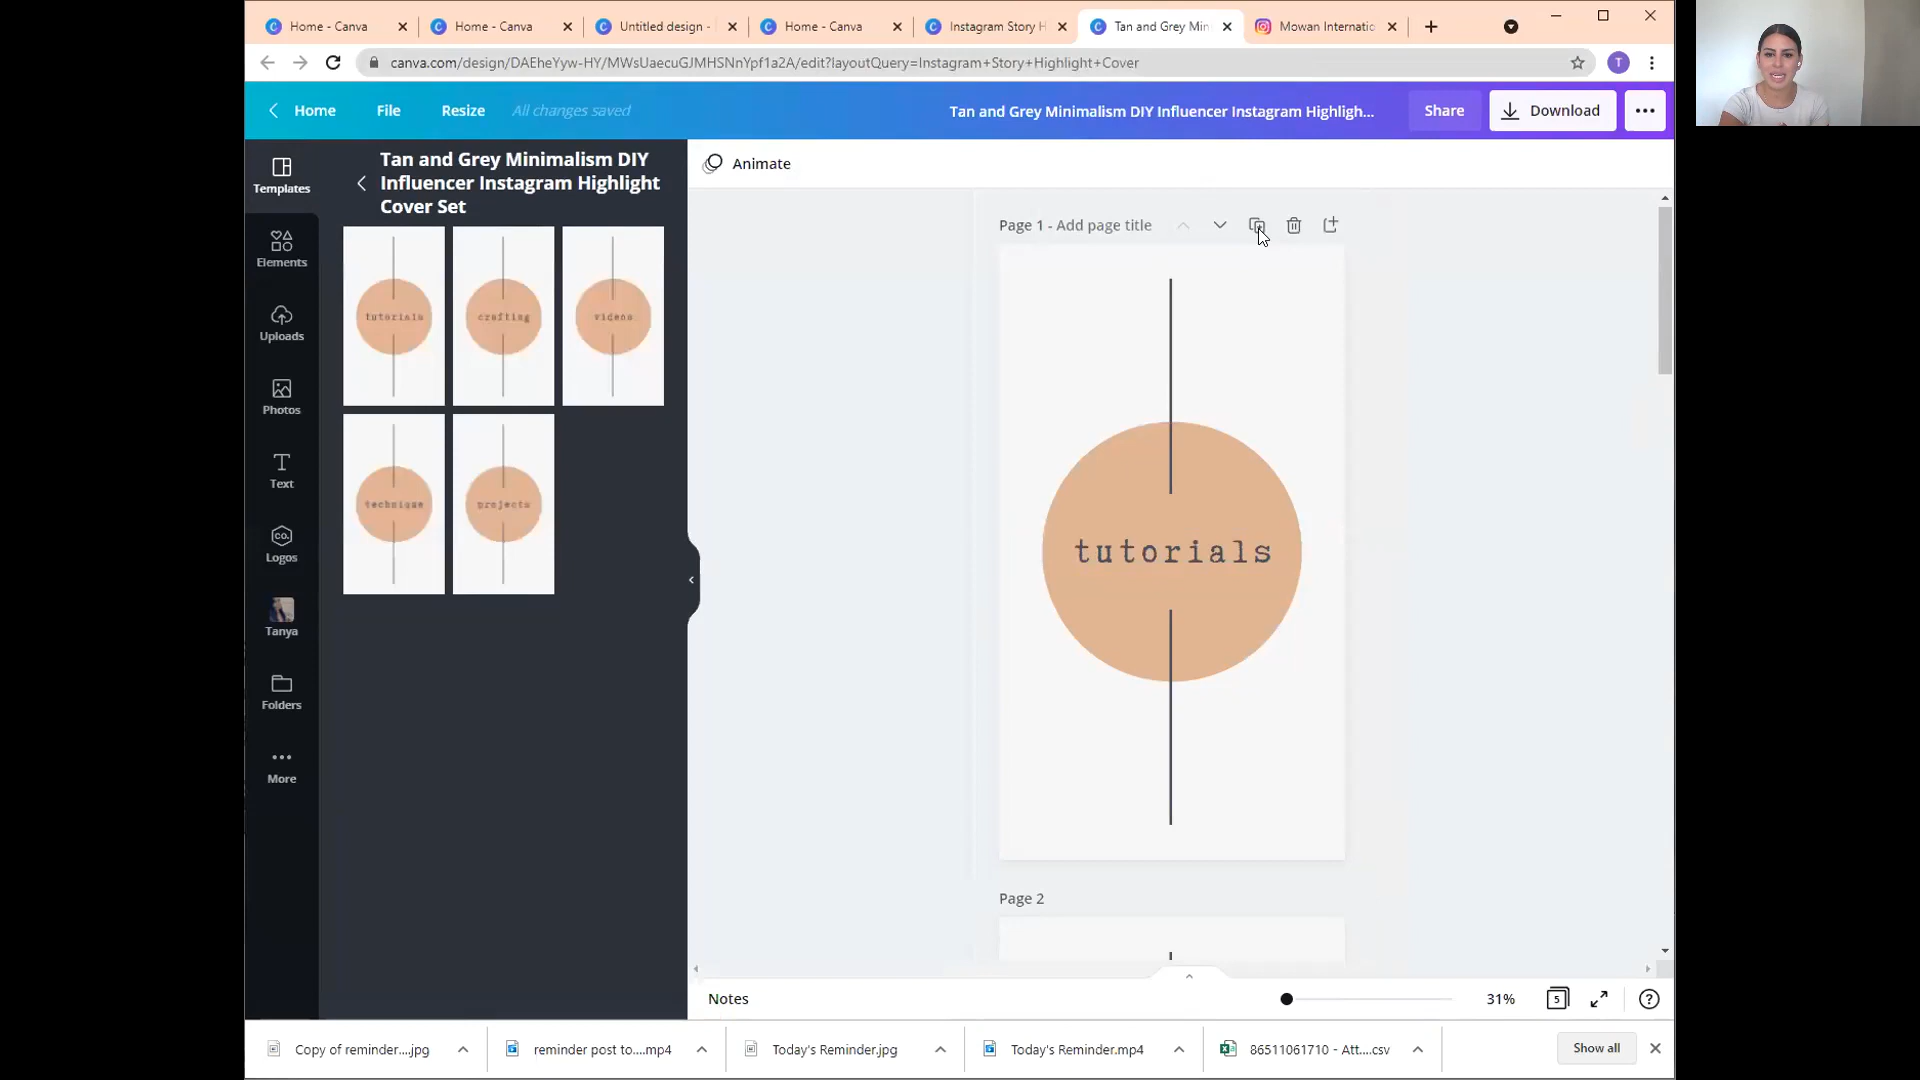 Home - Canva
Home - Canva
Untitled design -
Home - Canva
Instagram Story H
Tan and Grey Min
Mowan Internatio
canva.com/design/DAEheYyw-HY/MWsUaecuGJMHSNnYpf1a2A/edit?layoutQuery=Instagram+Story+Highlight+Cover
T
Home
File
Resize
All changes saved
Tan and Grey Minimalism DIY Influencer Instagram Highligh...
Share
Download
Templates
Elements
Uploads
Photos
Text
CO.
Logos
Tanya
Folders
More
Tan and Grey Minimalism DIY
Influencer Instagram Highlight
Cover Set
tutorials
crafting
videos
technique
projects
Animate
Page 1 - Add page title
tutorials
Page 2
Notes
31%
5
Copy of reminder....jpg
reminder post to....mp4
Today's Reminder.jpg
Today's Reminder.mp4
86511061710 - Att....csv
Show all